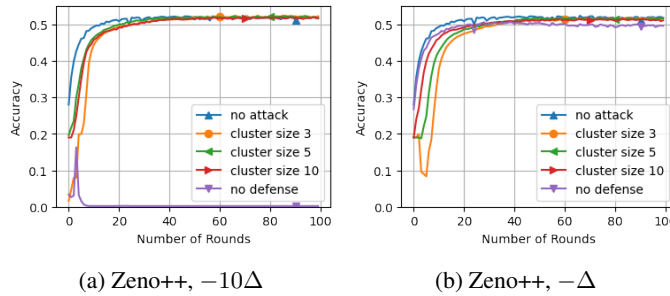 0.5
0.4
0.3
0.2
0.1
0.0
Accuracy
no attack
cluster size 3
cluster size 5
cluster size 10
no defense
0 20 40 60 80 100
Number of Rounds
(a) Zeno++, −10Δ
0.5
0.4
0.3
0.2
0.1
0.0
Accuracy
no attack
cluster size 3
cluster size 5
cluster size 10
no defense
0 20 40 60 80 100
Number of Rounds
(b) Zeno++, −Δ